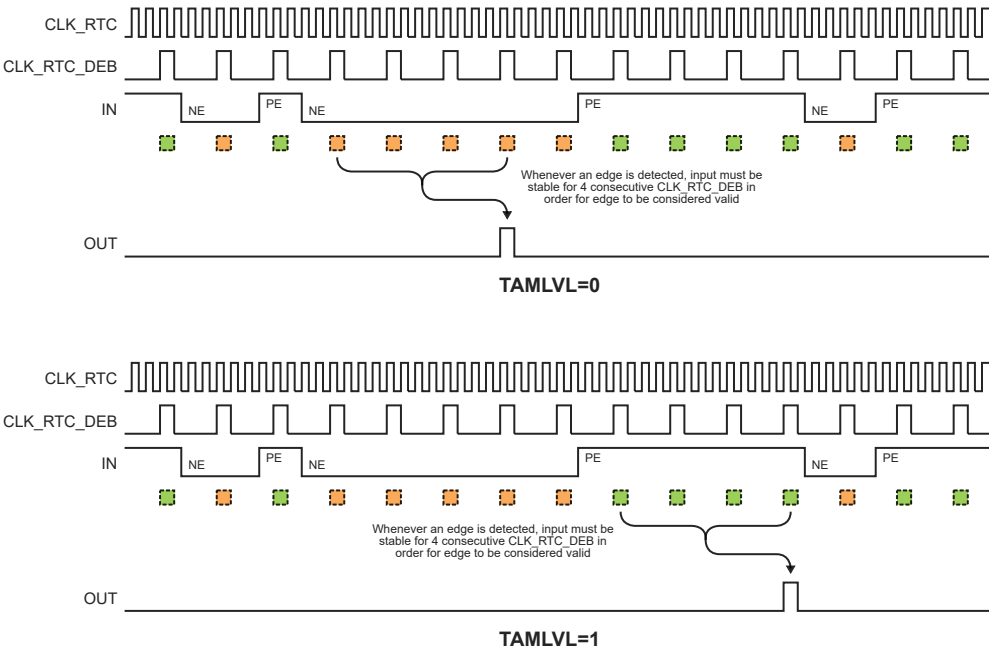 CLK_RTC
CLK_RTC_DEB
IN
NE
PE
NE
PE
NE
PE
Whenever an edge is detected, input must be
stable for 4 consecutive CLK_RTC_DEB in
order for edge to be considered valid
OUT
TAMLVL=0
CLK_RTC
CLK_RTC_DEB
IN
NE
PE
NE
PE
NE
PE
Whenever an edge is detected, input must be
stable for 4 consecutive CLK_RTC_DEB in
order for edge to be considered valid
OUT
TAMLVL=1